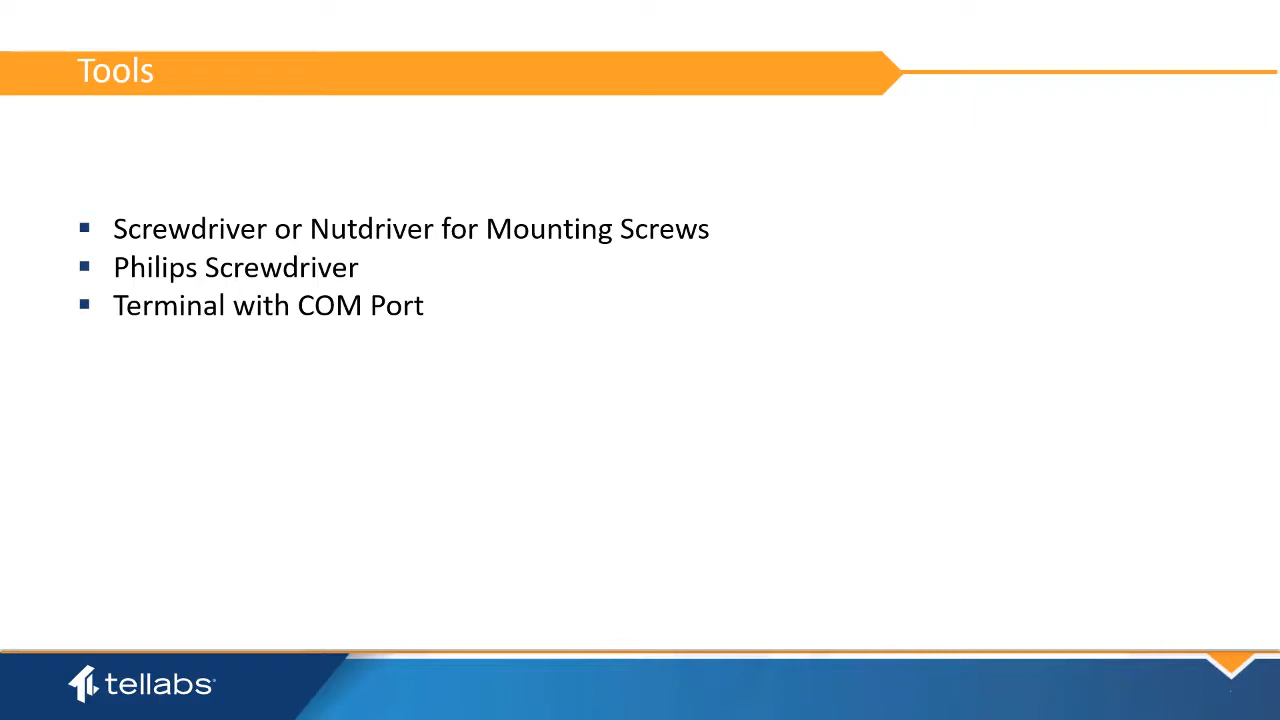 Tools
Screwdriver or Nutdriver for Mounting Screws
Philips Screwdriver
Terminal with COM Port
tellabs